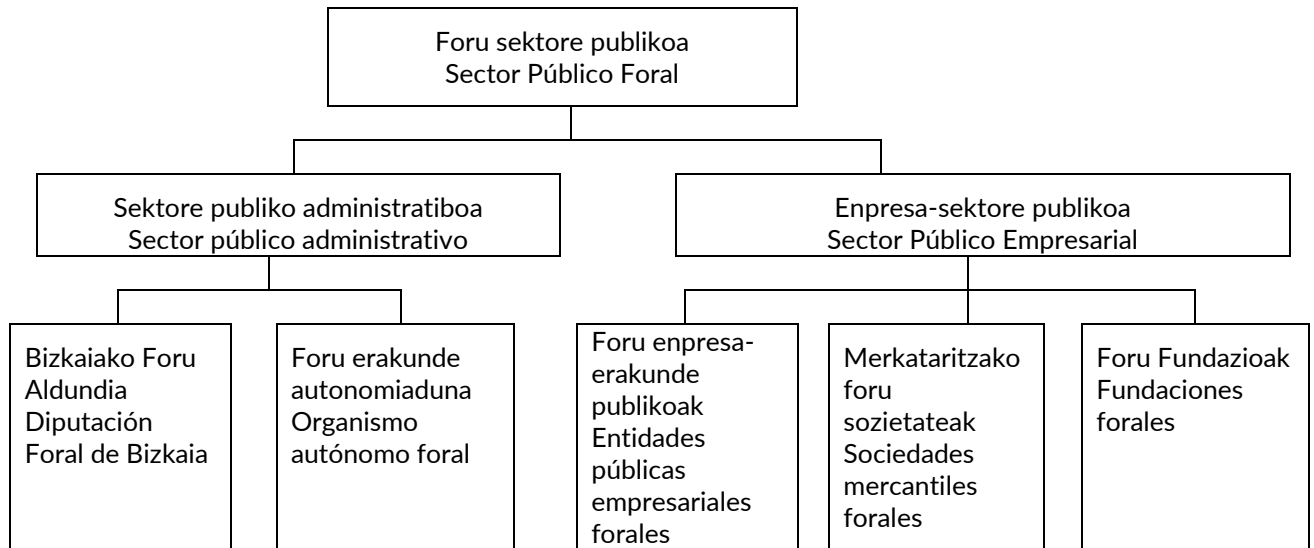 Foru sektore publikoa
Sector Público Foral
Sektore publiko administratiboa
Sector público administrativo
Enpresa-sektore publikoa
Sector Público Empresarial
Bizkaiako Foru
Aldundia
Diputación
Foral de Bizkaia
Foru erakunde
autonomiaduna
Organismo
autónomo foral
Foru enpresa-
erakunde
publikoak
Entidades
públicas
empresariales
forales
Merkataritzako
foru
sozietateak
Sociedades
mercantiles
forales
Foru Fundazioak
Fundaciones
forales